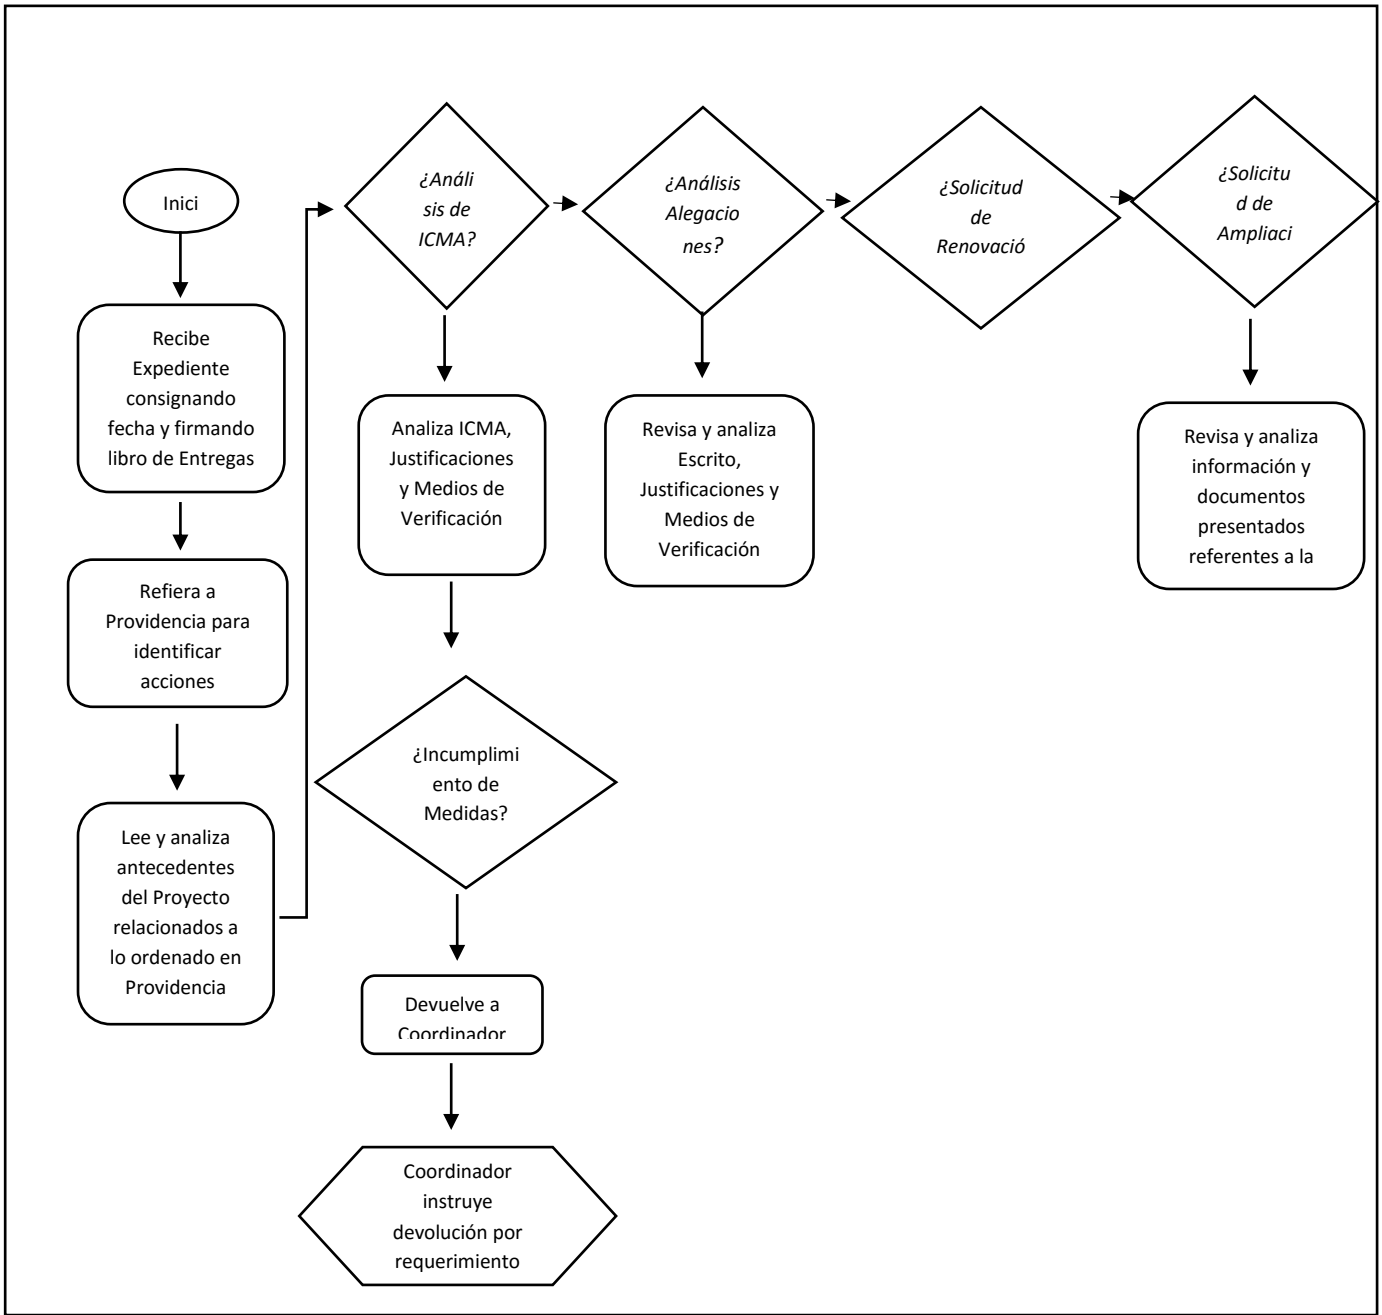 Inici
Recibe
Expediente
consignando
fecha y firmando
libro de Entregas
Refiera a
Providencia para
identificar
acciones
Lee y analiza
antecedentes
del Proyecto
relacionados a
lo ordenado en
Providencia
¿Análi
sis de
ICMA?
Analiza ICMA,
Justificaciones
y Medios de
Verificación
¿Incumplimi
ento de
Medidas?
Devuelve a
Coordinador
Coordinador
instruye
devolución por
requerimiento
¿Análisis
Alegacio
nes?
Revisa y analiza
Escrito,
Justificaciones y
Medios de
Verificación
¿Solicitud
de
Renovació
¿Solicitu
d de
Ampliaci
Revisa y analiza
información y
documentos
presentados
referentes a la